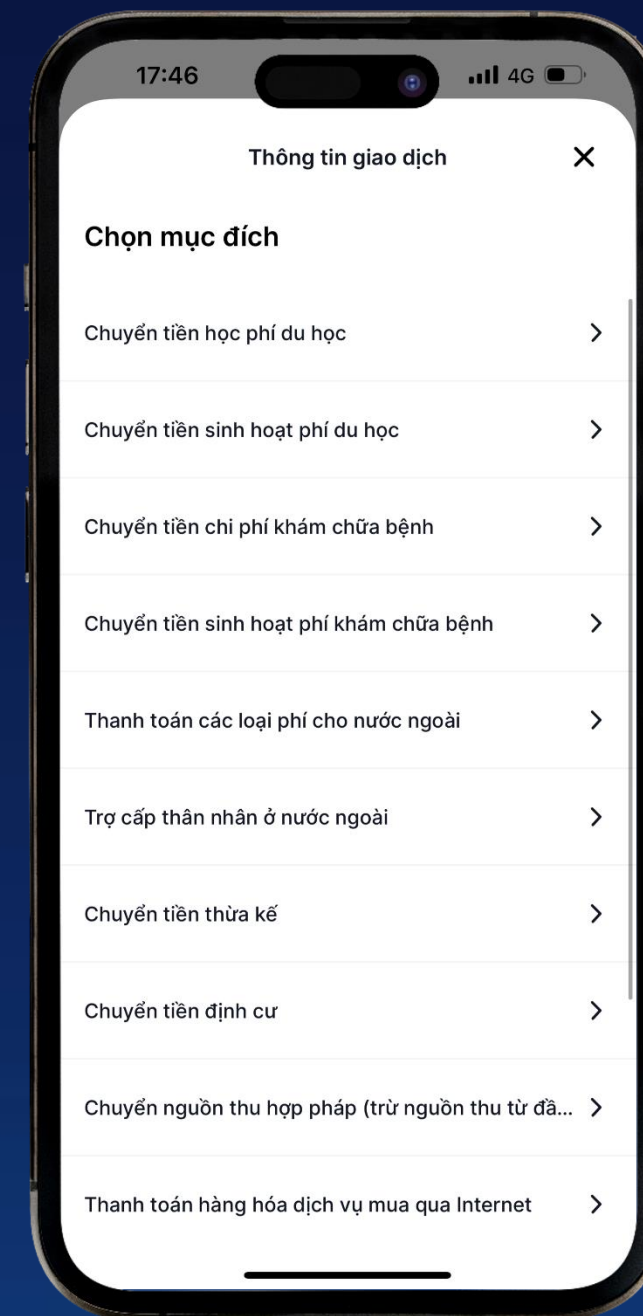 17:46
4G
Thông tin giao dịch
Chọn mục đích
Chuyển tiền học phí du học
Chuyển tiền sinh hoạt phí du học
Chuyển tiền chi phí khám chữa bệnh
Chuyển tiền sinh hoạt phí khám chữa bệnh
Thanh toán các loại phí cho nước ngoài
Trợ cấp thân nhân ở nước ngoài
Chuyển tiền thừa kế
Chuyển tiền định cư
Chuyển nguồn thu hợp pháp (trừ nguồn thu từ đầ...
Thanh toán hàng hóa dịch vụ mua qua Internet